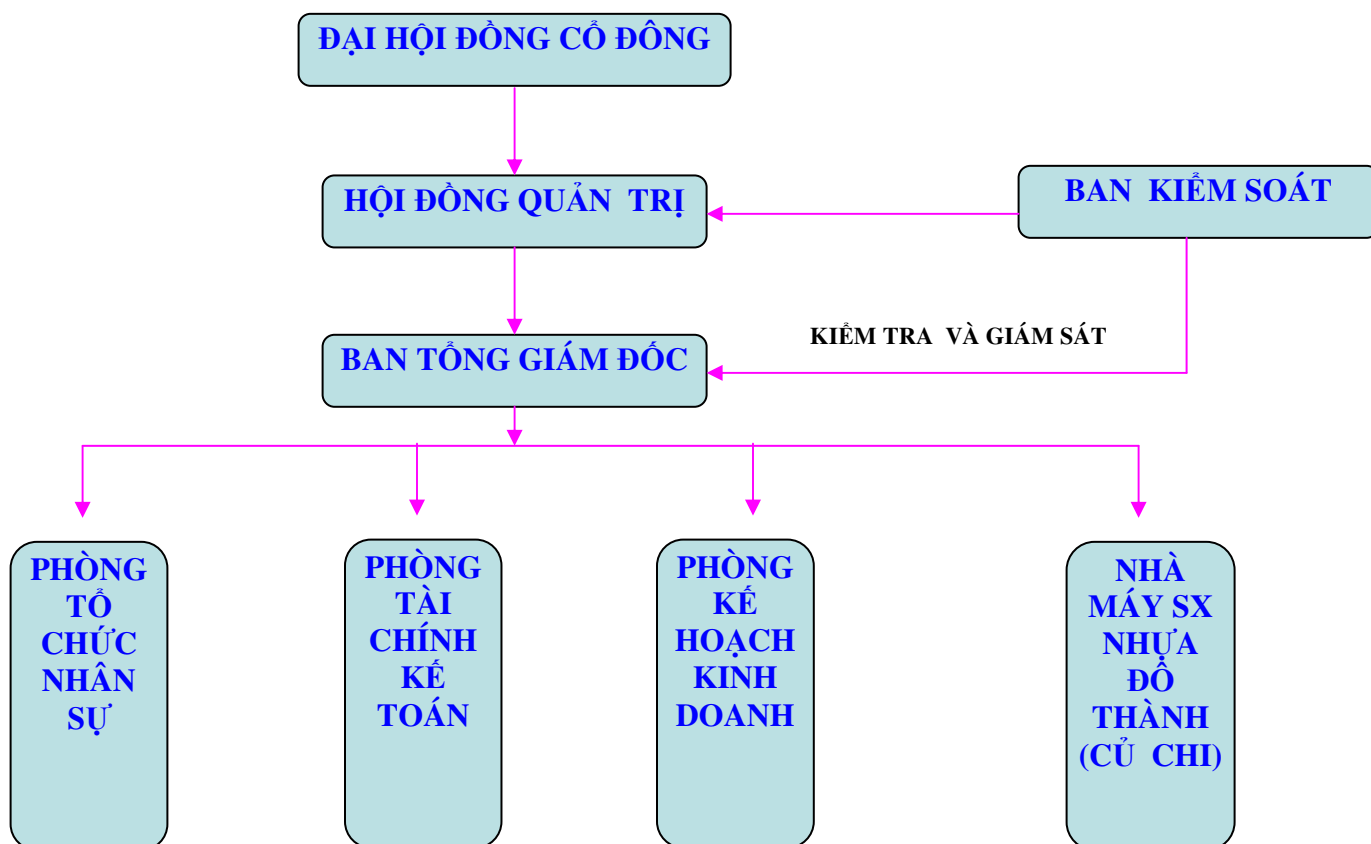 ĐẠI HỘI ĐỒNG CỔ ĐÔNG
HỘI ĐỒNG QUẢN TRỊ
BAN KIỂM SOÁT
KIỂM TRA VÀ GIÁM SÁT
BAN TỔNG GIÁM ĐỐC
PHÒNG
TỔ
CHỨC
NHÂN
SỰ
PHÒNG
TÀI
CHÍNH
KẾ
TOÁN
PHÒNG
KẾ
HOẠCH
KINH
DOANH
NHÀ
MÁY SX
NHỰA
ĐÔ
THÀNH
(CỦ CHI)